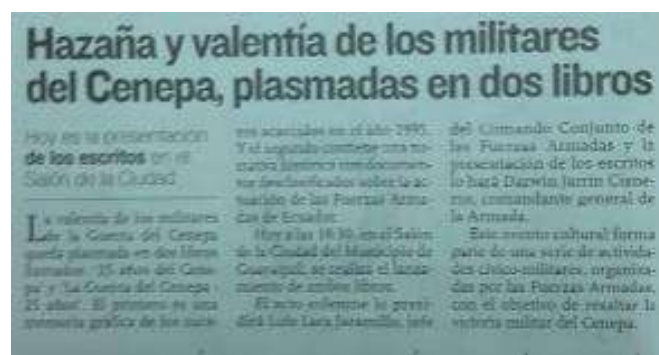 Hazaña y valentía de los militares
del Cenepa, plasmadas en dos libros
Hoy es la presentación
de los escritos en el
Salón de la Ciudad
La valentía de los militares
de la Guerra del Cenepa
queda plasmada en dos libros
llamados: '25 años del Cene-
pa' y 'La Guerra del Cenepa -
25 años'. El primero es una
memoria gráfica de los suce-
sos acaecidos en el año 1995.
Y el segundo contiene una
histórica con documen-
tos desclasificados sobre la ac-
tuación de las Fuerzas Arma-
das de Ecuador.
Hoy a las 18:30, en el Salón
de la Ciudad del Municipio de
Guayaquil, se realiza el lanza-
miento de ambos libros.
El acto solemne lo presi-
dirá Luis Lara Jaramillo, jefe
del Comando Conjunto de
las Fuerzas Armadas y la
presentación de los escritos
lo hará Darwin Jarrín Cisne-
ros, comandante general de
la Armada.
Este evento cultural forma
parte de una serie de activida-
des cívico-militares, organiza-
das por las Fuerzas Armadas,
con el objetivo de resaltar la
victoria militar del Cenepa.